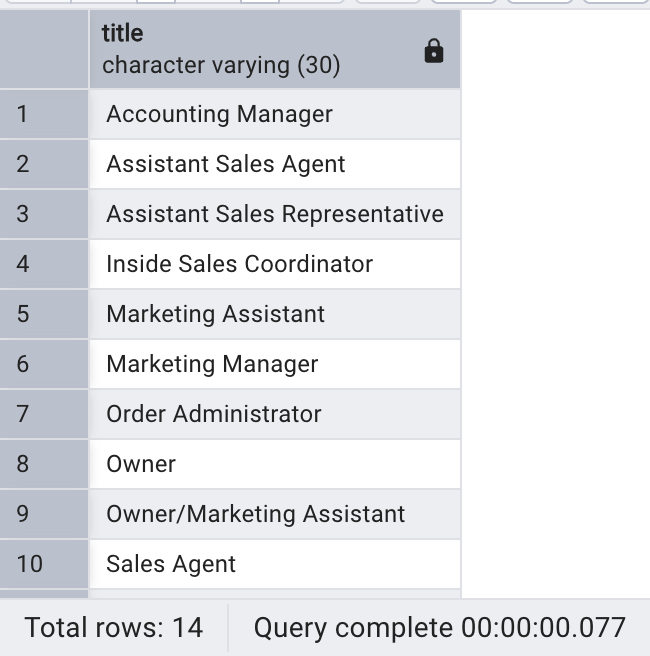 title
character varying (30)
1 Accounting Manager
2 Assistant Sales Agent
3 Assistant Sales Representative
4 Inside Sales Coordinator
5 Marketing Assistant
6 Marketing Manager
7 Order Administrator
8 Owner
9 Owner/Marketing Assistant
10 Sales Agent
Total rows: 14 Query complete 00:00:00.077